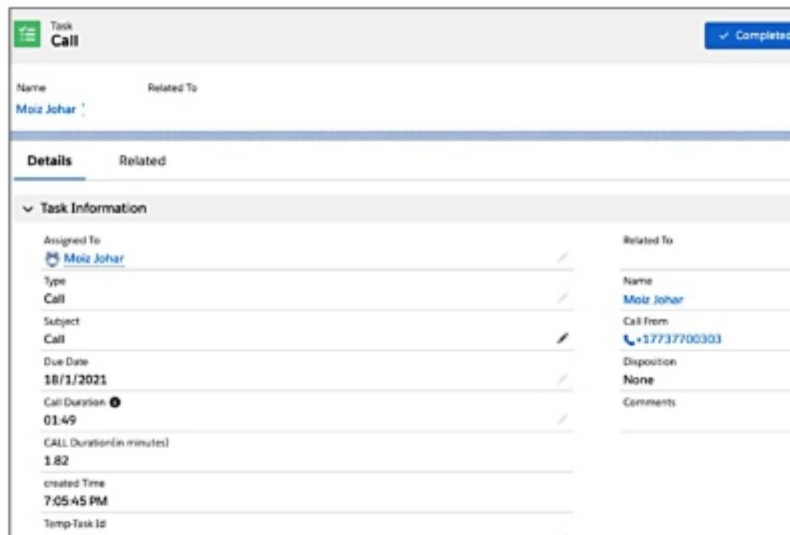 Task
Call
Completed
Name Related To
Moiz Johar
Details Related
Task Information
Assigned To
Moiz Johar
Type
Call
Subject
Call
Due Date
18/1/2021
Call Duration
01:49
CALL Duration(in minutes)
1.82
created Time
7:05:45 PM
Temp-Task Id
Related To
Name
Moiz Johar
Call From
+17737700303
Disposition
None
Comments